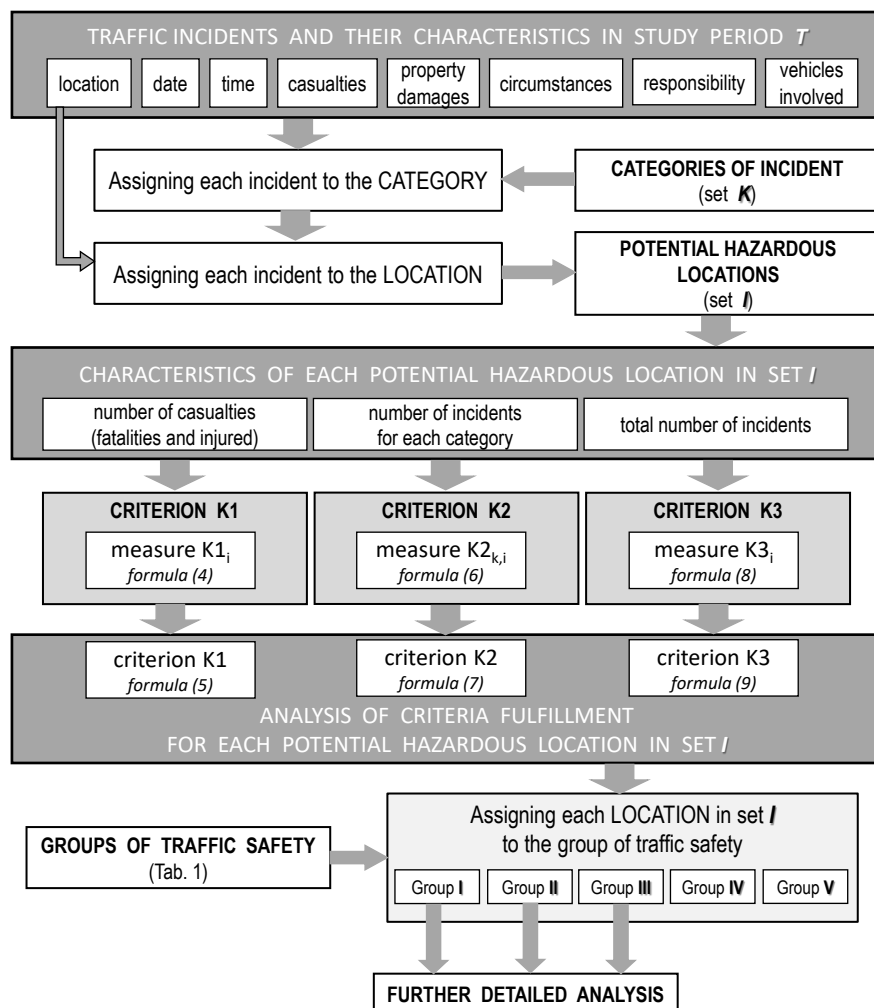 TRAFFIC INCIDENTS AND THEIR CHARACTERISTICS IN STUDY PERIOD T
location
date
time
casualties
property
damages
circumstances
responsibility
vehicles
involved
Assigning each incident to the CATEGORY
CATEGORIES OF INCIDENT
(set K)
Assigning each incident to the LOCATION
POTENTIAL HAZARDOUS
LOCATIONS
(set I)
CHARACTERISTICS OF EACH POTENTIAL HAZARDOUS LOCATION IN SET I
number of casualties
(fatalities and injured)
number of incidents
for each category
total number of incidents
CRITERION K1
measure K1i
formula (4)
CRITERION K2
measure K2k,i
formula (6)
CRITERION K3
measure K3i
formula (8)
criterion K1
formula (5)
criterion K2
formula (7)
criterion K3
formula (9)
ANALYSIS OF CRITERIA FULFILLMENT
FOR EACH POTENTIAL HAZARDOUS LOCATION IN SET I
Assigning each LOCATION in set I
to the group of traffic safety
GROUPS OF TRAFFIC SAFETY
(Tab. 1)
Group I
Group II
Group III
Group IV
Group V
FURTHER DETAILED ANALYSIS